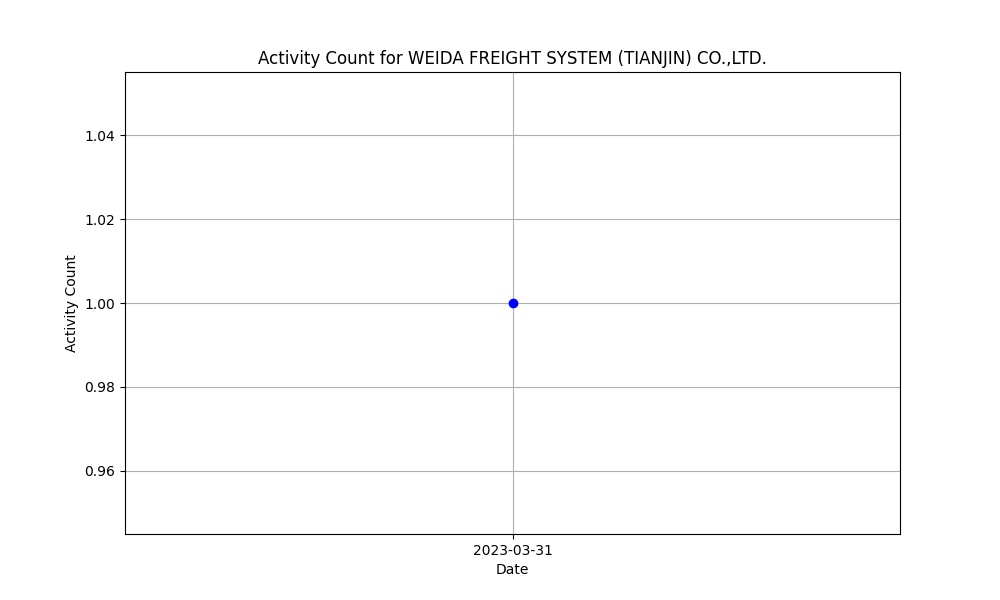 Activity Count for WEIDA FREIGHT SYSTEM (TIANJIN) CO.,LTD.
Activity Count
1.04
1.02
1.00
0.98
0.96
2023-03-31
Date